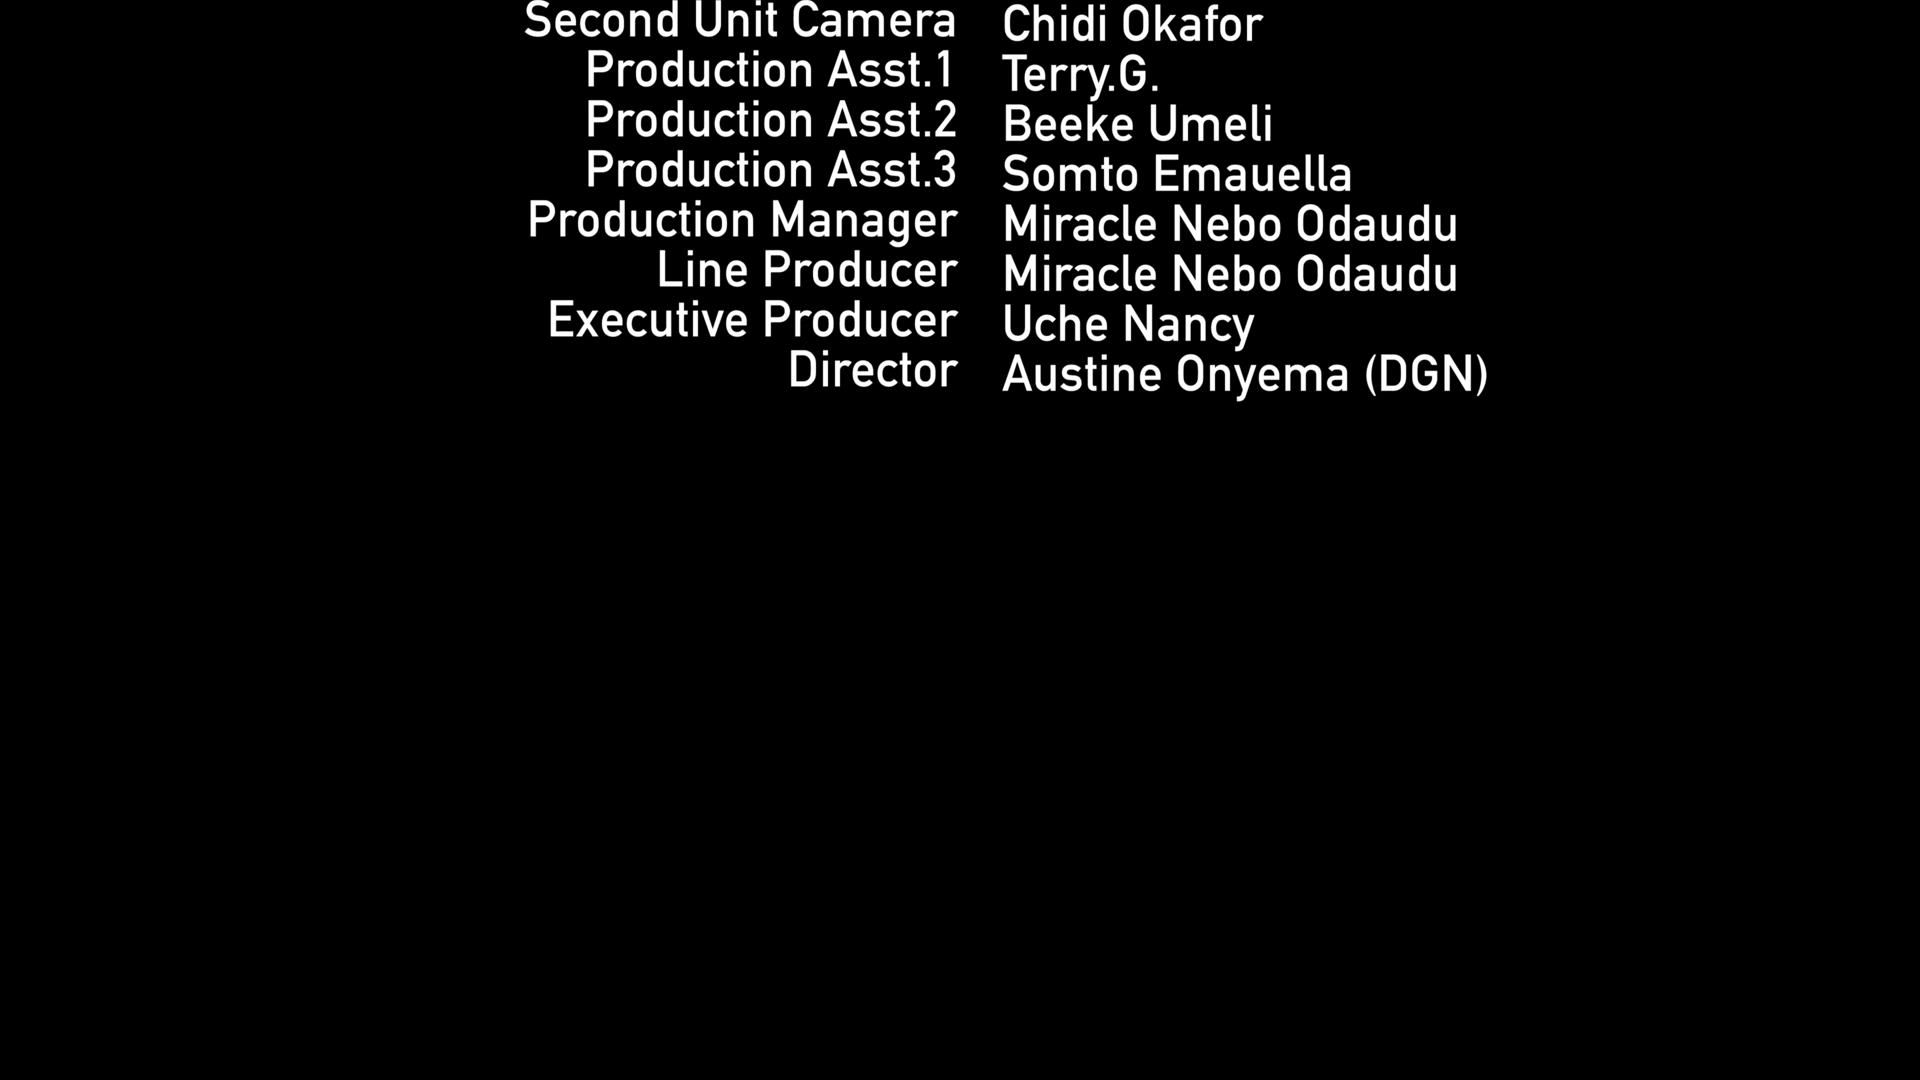 Second Unit Camera Chidi Okafor
Production Asst.1 Terry.G.
Production Asst.2 Beeke Umeli
Production Asst.3 Somto Emauella
Production Manager Miracle Nebo Odaudu
Line Producer Miracle Nebo Odaudu
Executive Producer Uche Nancy
Director Austine Onyema (DGN)